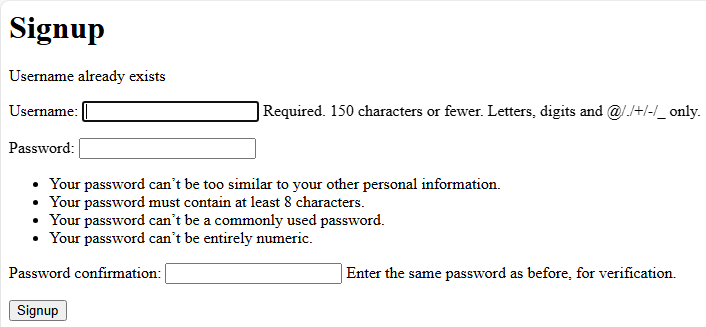 Signup
Username already exists
Username: Required. 150 characters or fewer. Letters, digits and @/./+/-/_ only.
Password:
• Your password can’t be too similar to your other personal information.
• Your password must contain at least 8 characters.
• Your password can’t be a commonly used password.
• Your password can’t be entirely numeric.
Password confirmation: Enter the same password as before, for verification.
Signup